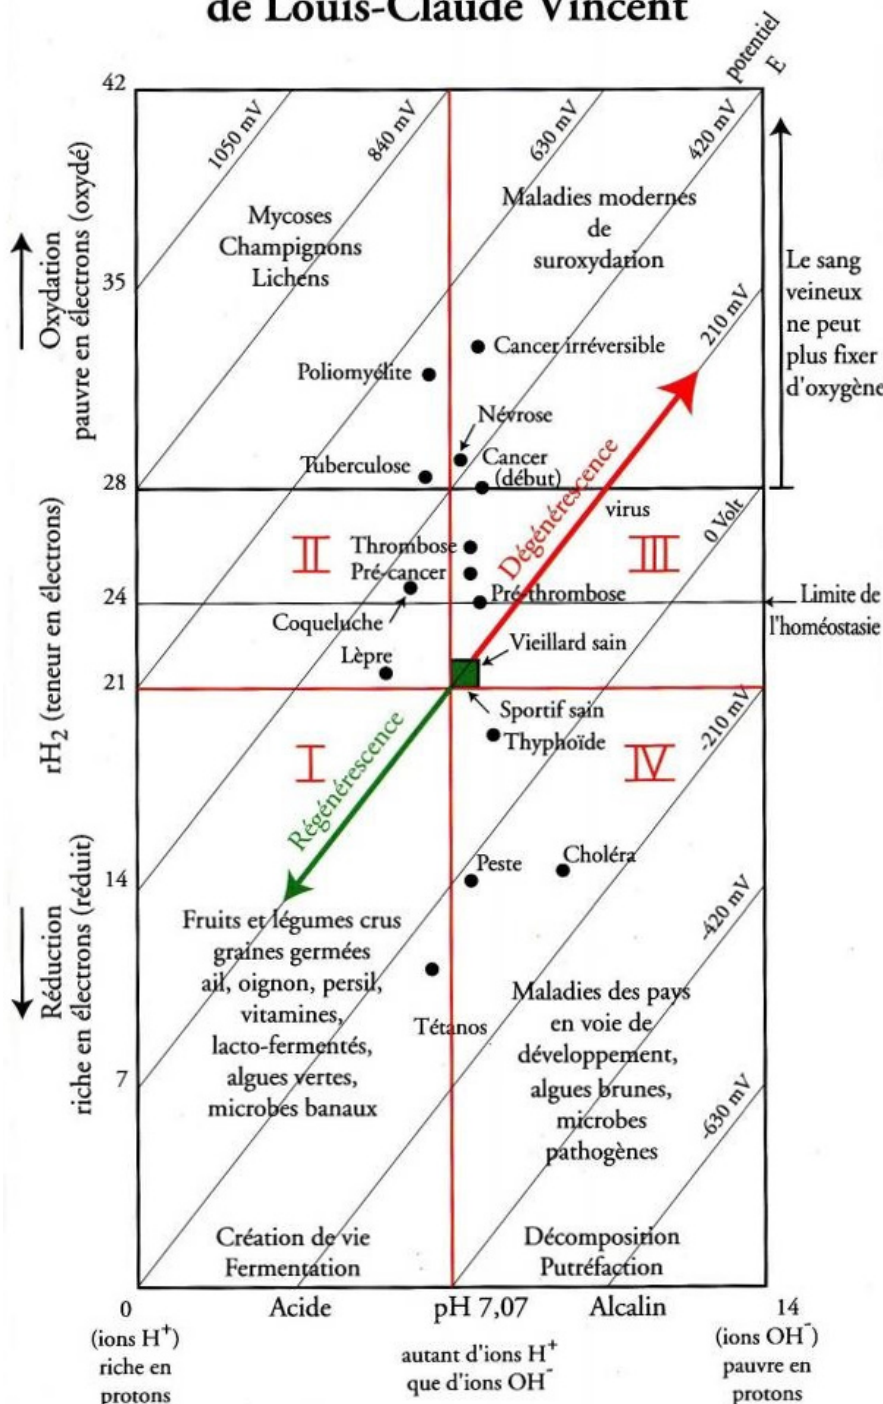 de Louis-Claude Vincent
potentiel
E
42
1050 mV
840 mV
630 mV
420 mV
Mycoses
Champignons
Lichens
Maladies modernes
de
suroxydation
Oxydation
pauvre en électrons (oxydé)
Le sang
veineux
ne peut
plus fixer
d'oxygène
35
210 mV
Cancer irréversible
Poliomyélite
Névrose
Tuberculose
Cancer
(début)
28
Dégénérescence
virus
0 Volt
II
Thrombose
III
Pré-cancer
24
Pré-thrombose
Limite de
l'homéostasie
Coqueluche
Vieillard sain
Lèpre
21
rH2 (teneur en électrons)
Sportif sain
-210 mV
Thyphoïde
I
Régénérescence
IV
14
Peste
Choléra
Réduction
riche en électrons (réduit)
-420 mV
Fruits et légumes crus
graines germées
ail, oignon, persil,
vitamines,
lacto-fermentés,
algues vertes,
microbes banaux
Tétanos
Maladies des pays
en voie de
développement,
algues brunes,
microbes
pathogènes
7
-630 mV
Création de vie
Fermentation
Décomposition
Putréfaction
0
Acide
pH 7,07
Alcalin
14
(ions H+)
riche en
protons
autant d'ions H+
que d'ions OH-
(ions OH-)
pauvre en
protons